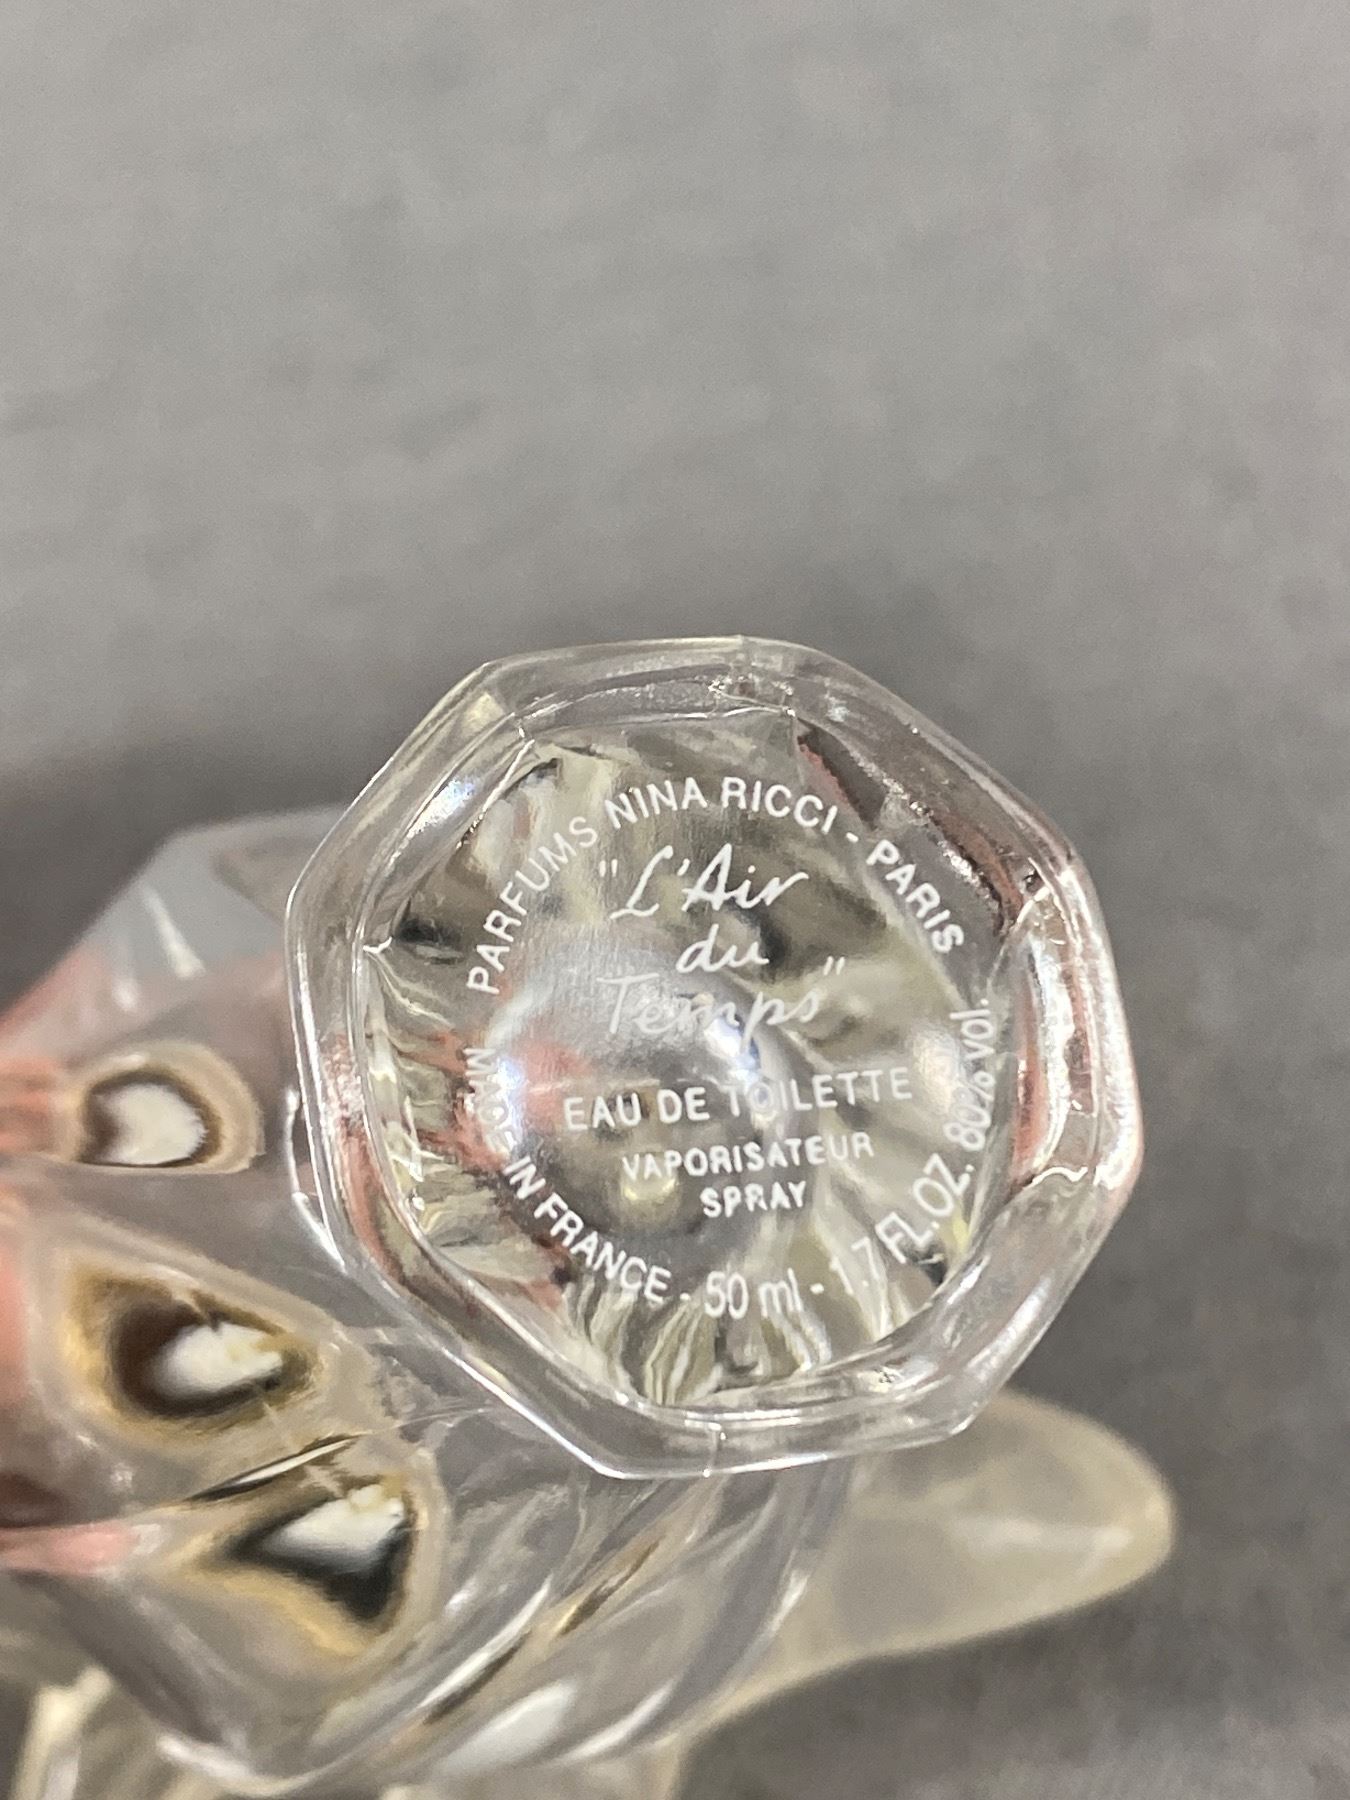 PARFUMS NINA RICCI - PARIS
"L'Air
du
Temps"
EAU DE TOILETTE
VAPORISATEUR
SPRAY
IN FRANCE - 50 ml - 1.7 FL.OZ. 80% vol.